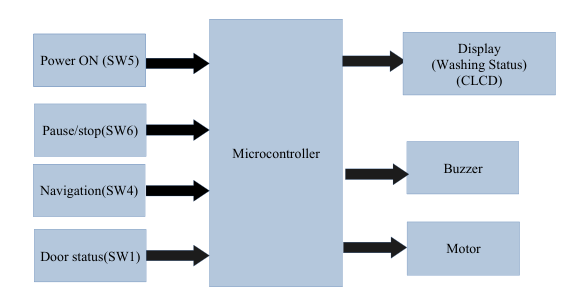 Power ON (SW5)
Pause/stop(SW6)
Navigation(SW4)
Door status(SW1)
Microcontroller
Display
(Washing Status)
(CLCD)
Buzzer
Motor